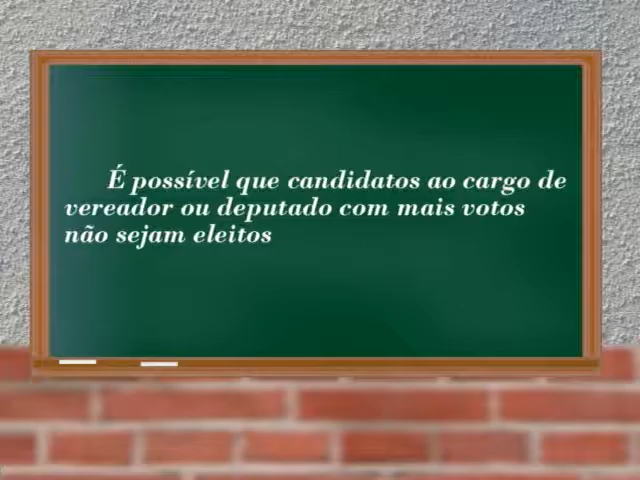 É possível que candidatos ao cargo de
vereador ou deputado com mais votos
não sejam eleitos